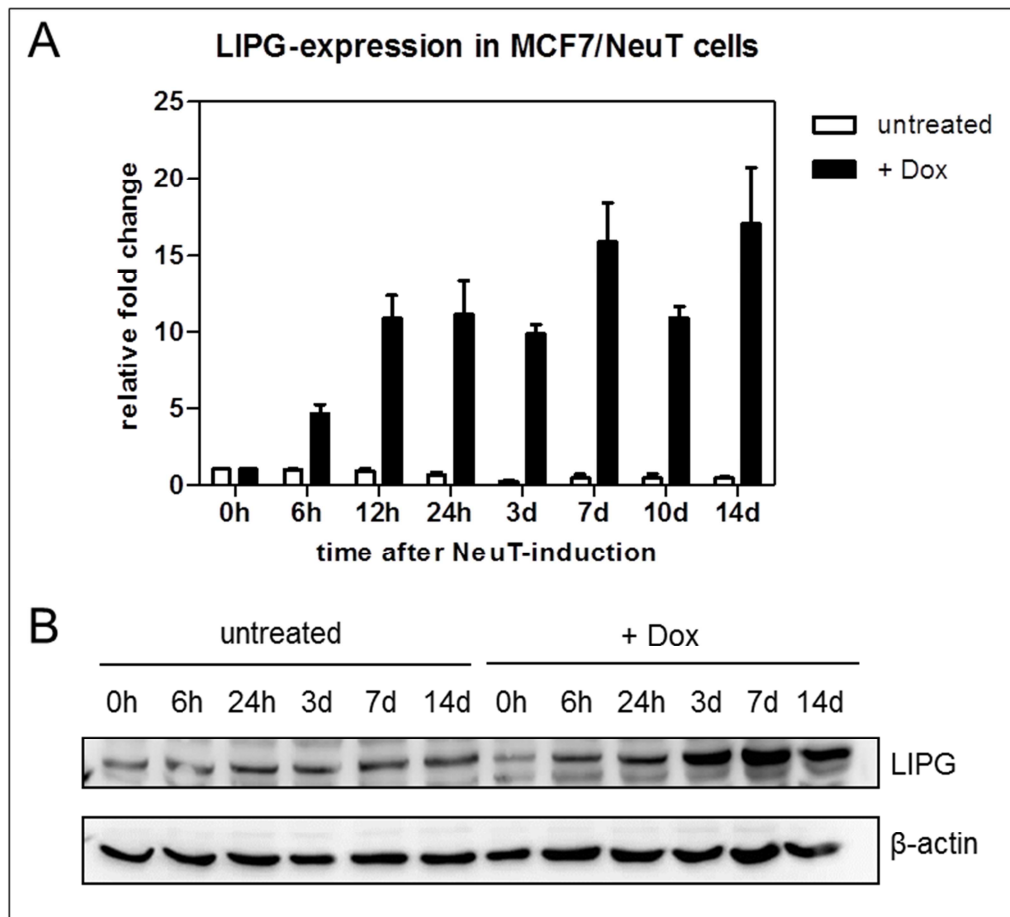 A
LIPG-expression in MCF7/NeuT cells
relative fold change
25
20
15
10
5
0
0h 6h 12h 24h 3d 7d 10d 14d
time after NeuT-induction
untreated
+ Dox
B
untreated + Dox
0h 6h 24h 3d 7d 14d 0h 6h 24h 3d 7d 14d
LIPG
β-actin